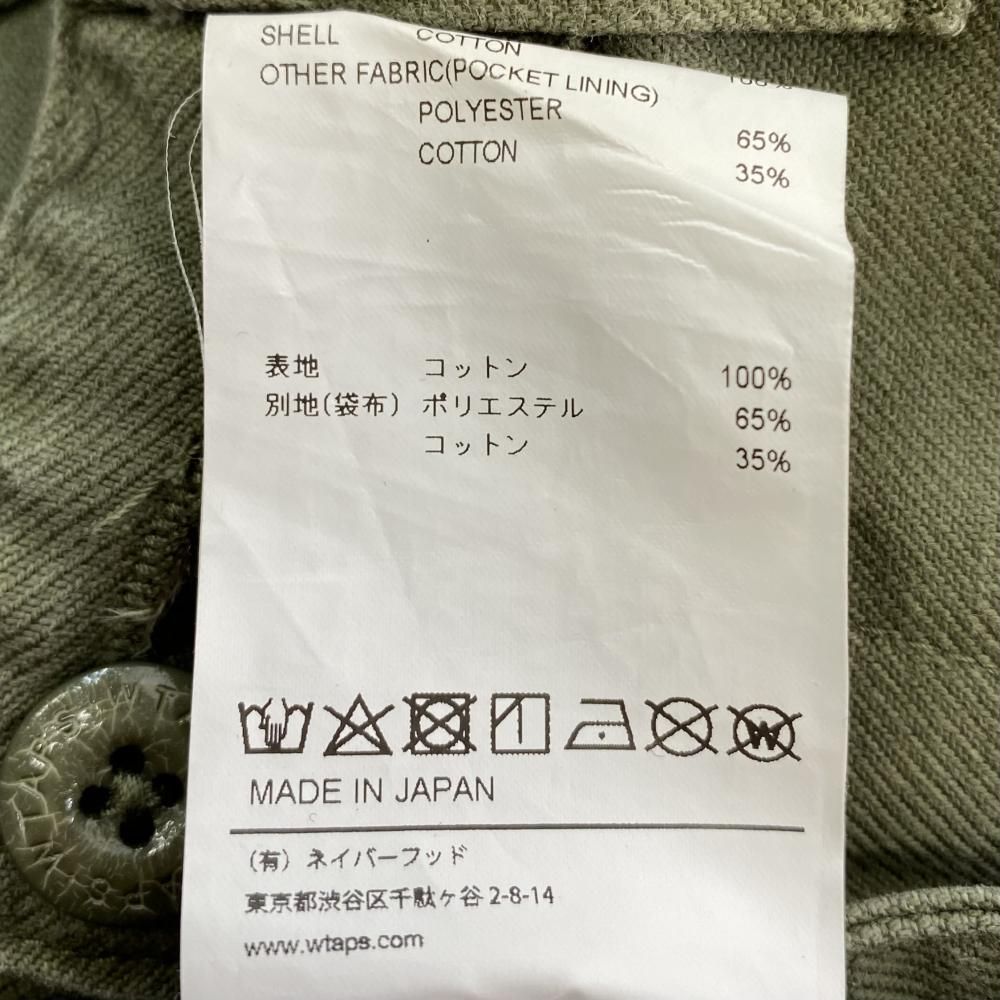 SHELL COTTON 100%
OTHER FABRIC(POCKET LINING)
POLYESTER 65%
COTTON 35%
表地 コットン 100%
別地(袋布) ポリエステル 65%
コットン 35%
W
MADE IN JAPAN
(有) ネイバーフッド
東京都渋谷区千駄ヶ谷 2-8-14
www.wtaps.com